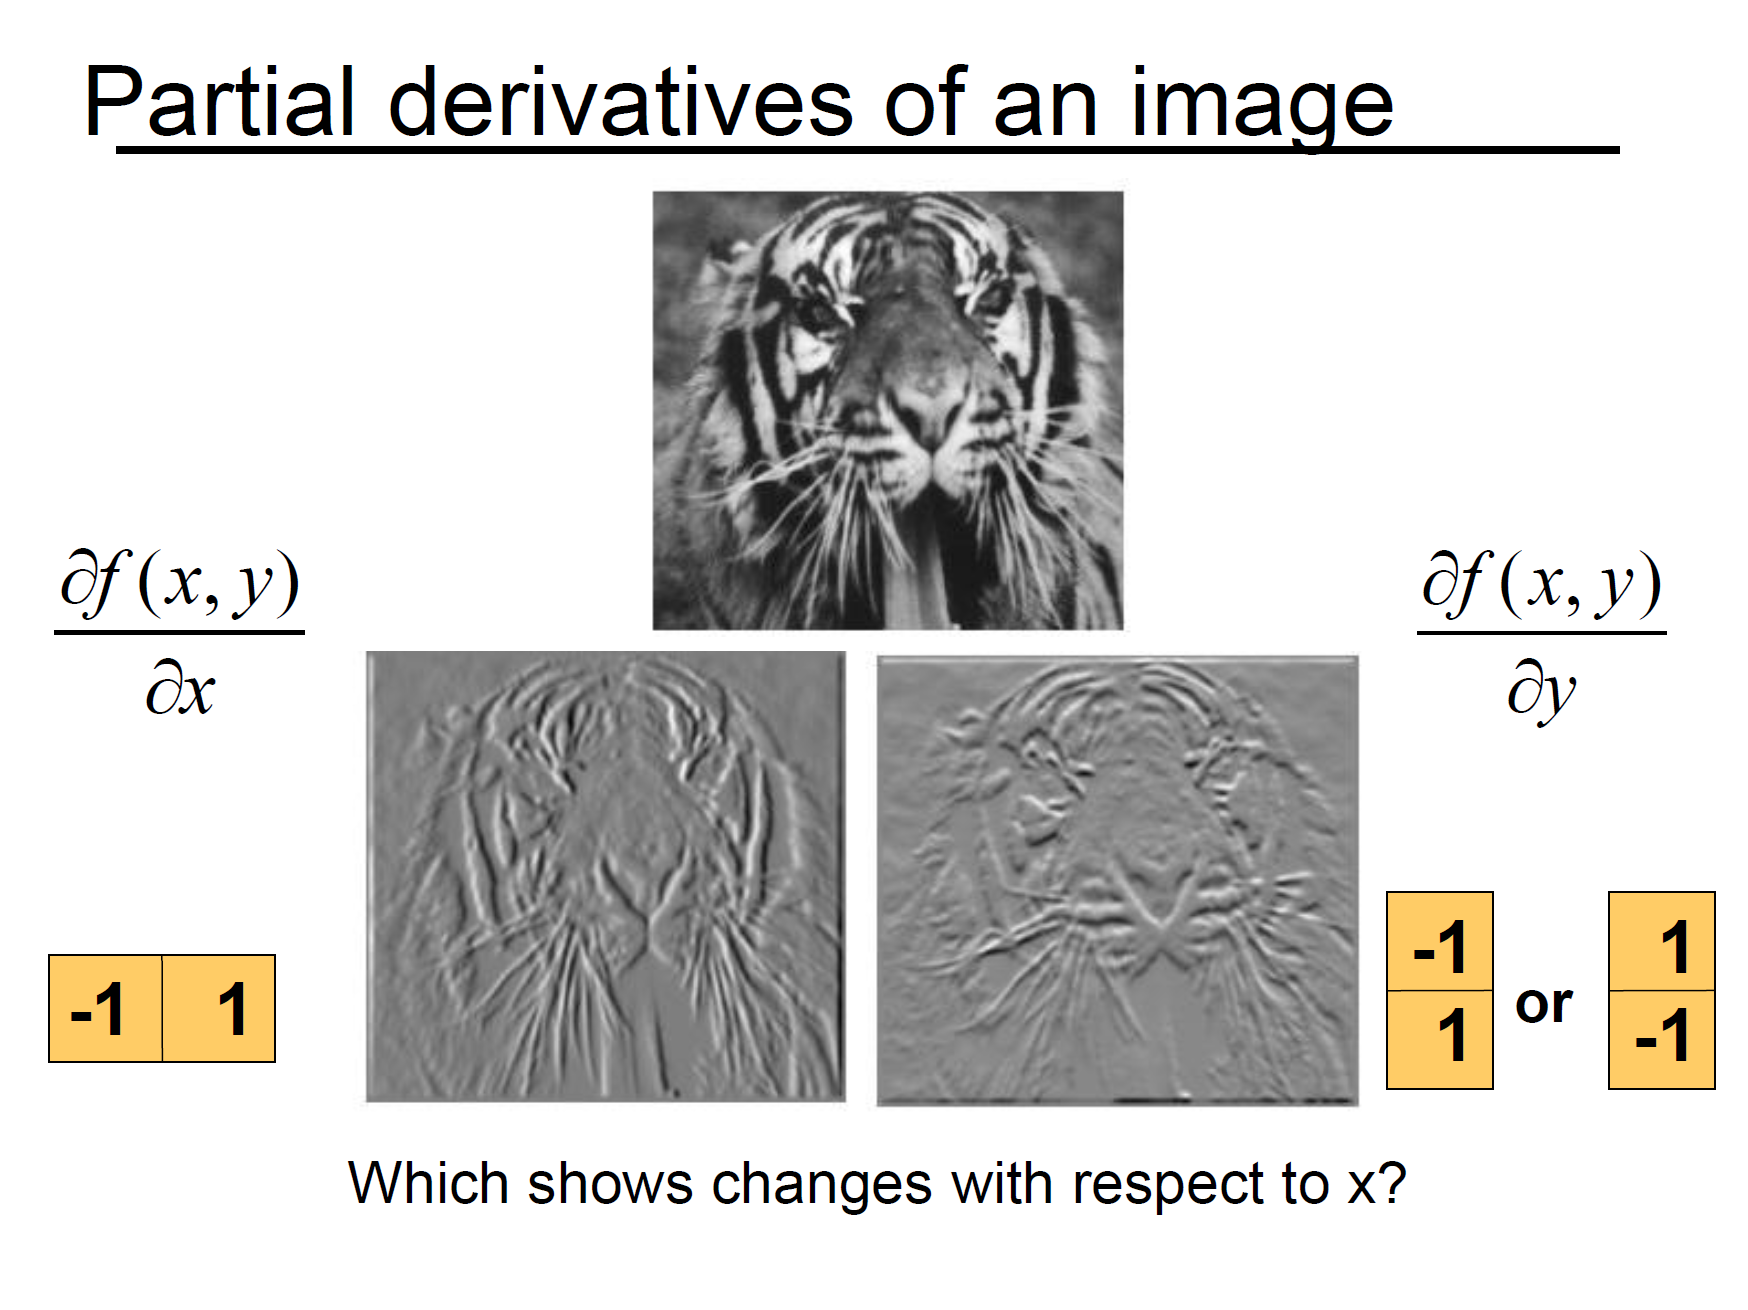 Partial derivatives of an image
∂f(x, y)
∂x
∂f(x, y)
∂y
-1 1
-1
1
or
1
-1
Which shows changes with respect to x?